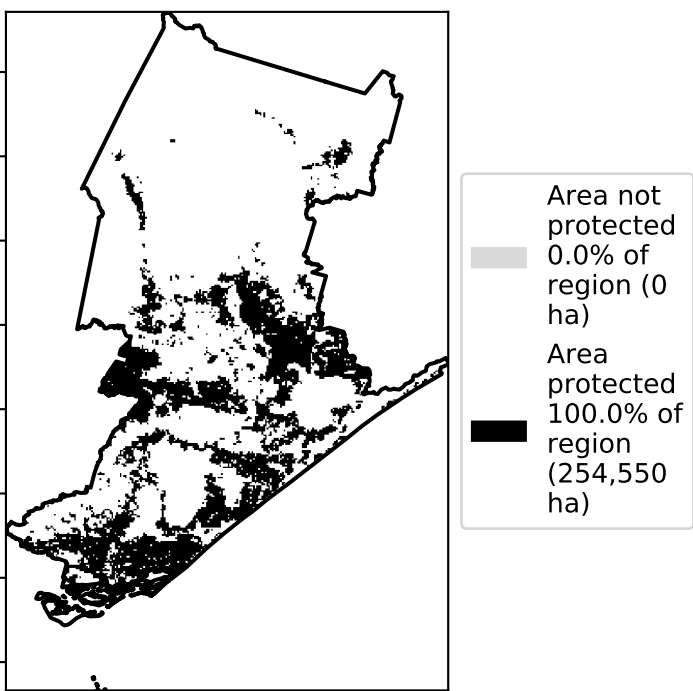 Area not
protected
0.0% of
region (0
ha)
Area
protected
100.0% of
region
(254,550
ha)